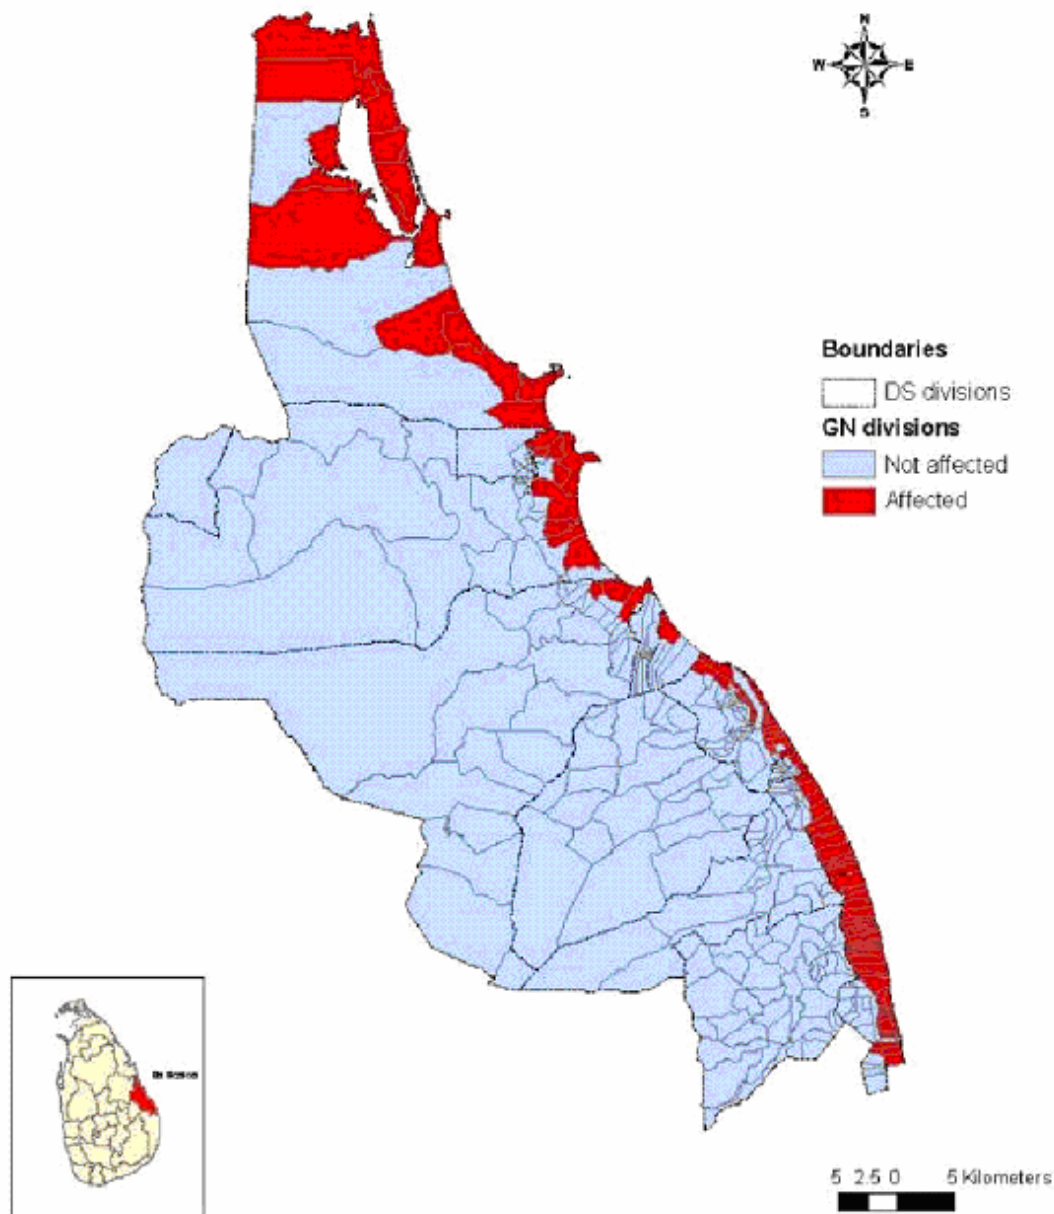 N
W E
S
Boundaries
DS divisions
GN divisions
Not affected
Affected
5 2.5 0 5 Kilometers